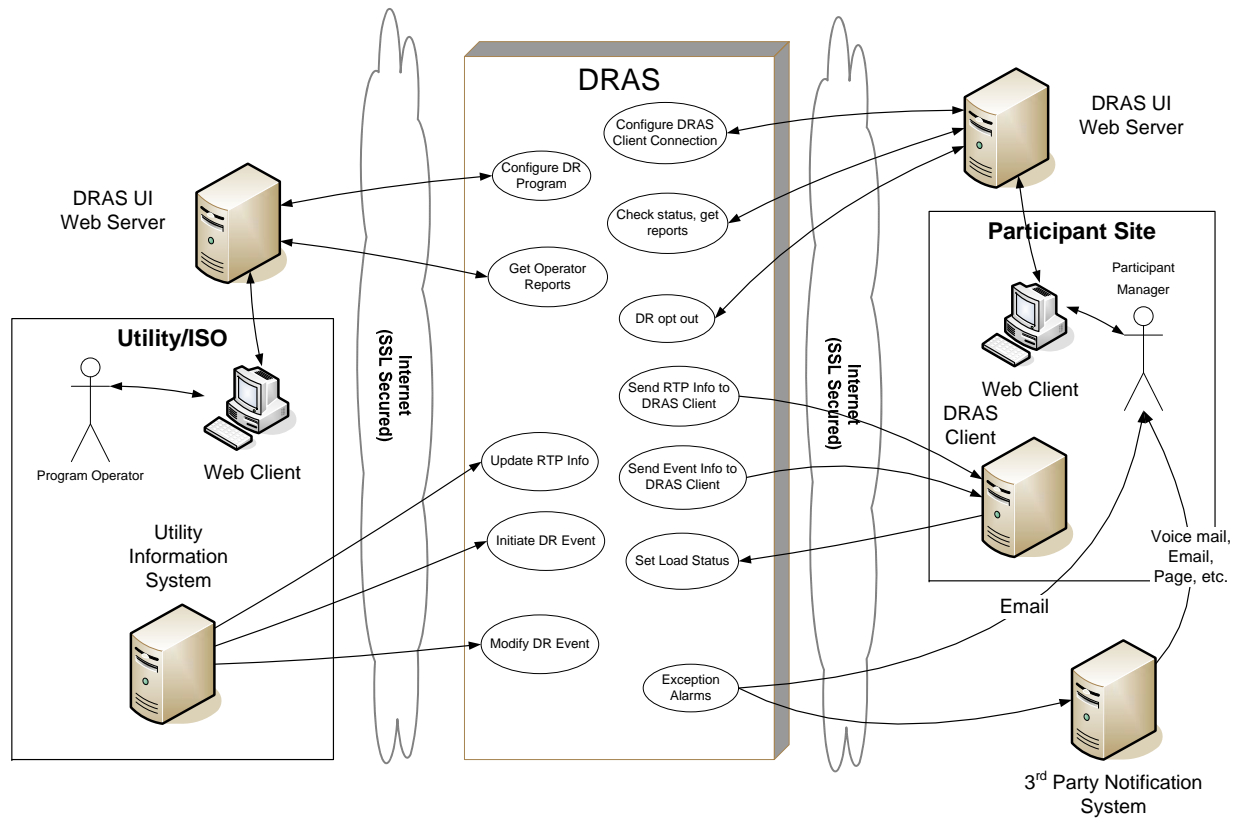 DRAS
DRAS UI
Web Server
Configure DRAS
Client Connection
Configure DR
Program
DRAS UI
Web Server
Check status, get
reports
Participant Site
Participant
Manager
Get Operator
Reports
DR opt out
Utility/ISO
Internet
(SSL Secured)
Internet
(SSL Secured)
Web Client
Send RTP Info to
DRAS Client
DRAS
Client
Program Operator
Web Client
Update RTP Info
Send Event Info to
DRAS Client
Utility
Information
System
Initiate DR Event
Set Load Status
Voice mail,
Email,
Page, etc.
Email
Modify DR Event
Exception
Alarms
3rd Party Notification
System